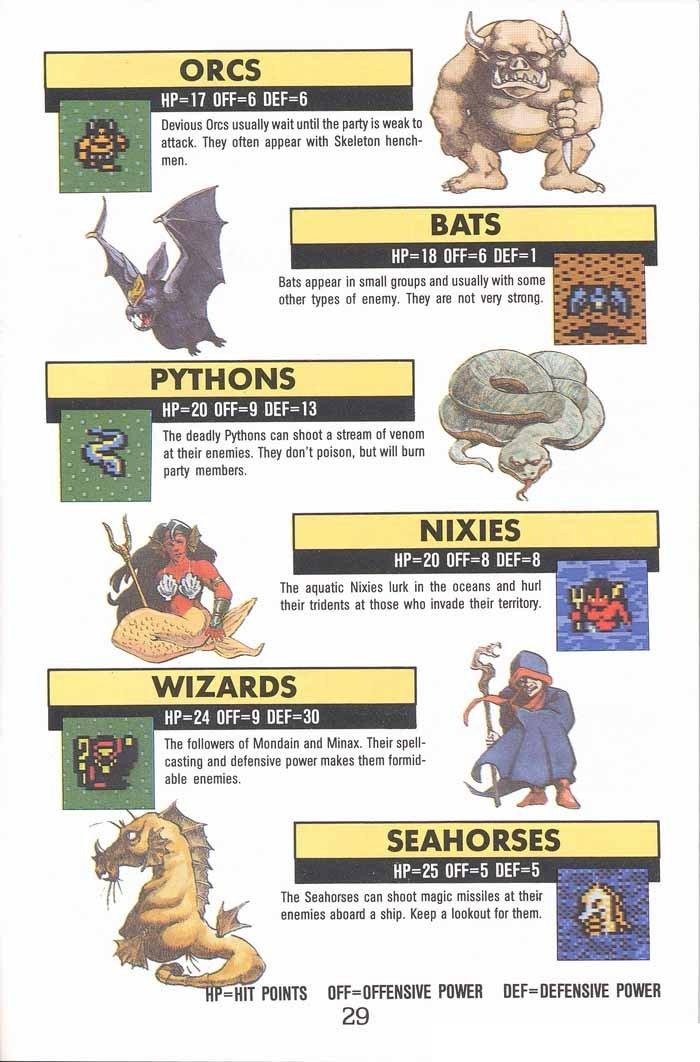 ORCS
HP=17 OFF=6 DEF=6
Devious Orcs usually wait until the party is weak to
attack. They often appear with Skeleton hench-
men.
BATS
HP=18 OFF=6 DEF=1
Bats appear in small groups and usually with some
other types of enemy. They are not very strong.
PYTHONS
HP=20 OFF=9 DEF=13
The deadly Pythons can shoot a stream of venom
at their enemies. They don't poison, but will burn
party members.
NIXIES
HP=20 OFF=8 DEF=8
The aquatic Nixies lurk in the oceans and hurl
their tridents at those who invade their territory.
WIZARDS
HP=24 OFF=9 DEF=30
The followers of Mondain and Minax. Their spell-
casting and defensive power makes them formid-
able enemies.
SEAHORSES
HP=25 OFF=5 DEF=5
The Seahorses can shoot magic missiles at their
enemies aboard a ship. Keep a lookout for them.
HP=HIT POINTS OFF=OFFENSIVE POWER DEF=DEFENSIVE POWER
29